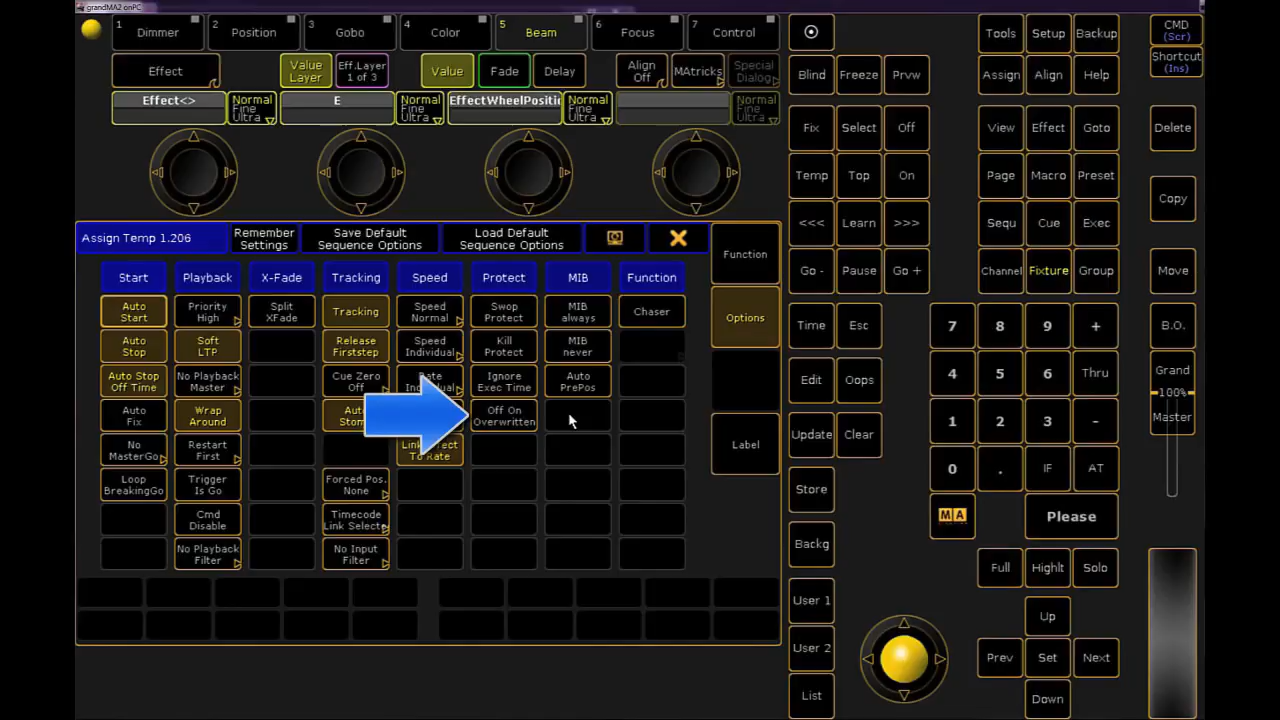 grandMA2 onPC
1 Dimmer
2 Position
3 Gobo
4 Color
5 Beam
6 Focus
7 Control
Effect
Value
Layer
Eff.Layer
1 of 3
Value
Fade
Delay
Align
Off
MAtricks
Special
Dialog
Effect<>
Normal
Fine
Ultra
E
Normal
Fine
Ultra
EffectWheelPositio
Normal
Fine
Ultra
Normal
Fine
Ultra
Assign Temp 1.206
Remember
Settings
Save Default
Sequence Options
Load Default
Sequence Options
Function
Options
Label
Start
Playback
X-Fade
Tracking
Speed
Protect
MIB
Function
Auto
Start
Priority
High
Split
XFade
Tracking
Speed
Normal
Swop
Protect
MIB
always
Chaser
Auto
Stop
Soft
LTP
Release
Firststep
Speed
Individual
Kill
Protect
MIB
never
Auto Stop
Off Time
No Playback
Master
Cue Zero
Off
Rate
Ignore
Exec Time
Auto
PrePos
Auto
Fix
Wrap
Around
Off On
Overwritten
No
MasterGo
Restart
First
To Rate
Loop
BreakingGo
Trigger
Is Go
Forced Pos.
None
Cmd
Disable
Timecode
Link Selecte
No Playback
Filter
No Input
Filter
Blind
Freeze
Prvw
Fix
Select
Off
Temp
Top
On
<<<
Learn
>>>
Go -
Pause
Go +
Time
Esc
Edit
Oops
Update
Clear
Store
Backg
User 1
User 2
List
Tools
Setup
Backup
Assign
Align
Help
View
Effect
Goto
Page
Macro
Preset
Sequ
Cue
Exec
Channel
Fixture
Group
7
8
9
+
4
5
6
Thru
1
2
3
-
0
.
IF
AT
MA
Please
Full
Highlt
Solo
Up
Prev
Set
Next
Down
CMD
(Scr)
Shortcut
(Ins)
Delete
Copy
Move
B.O.
Grand
100%
Master